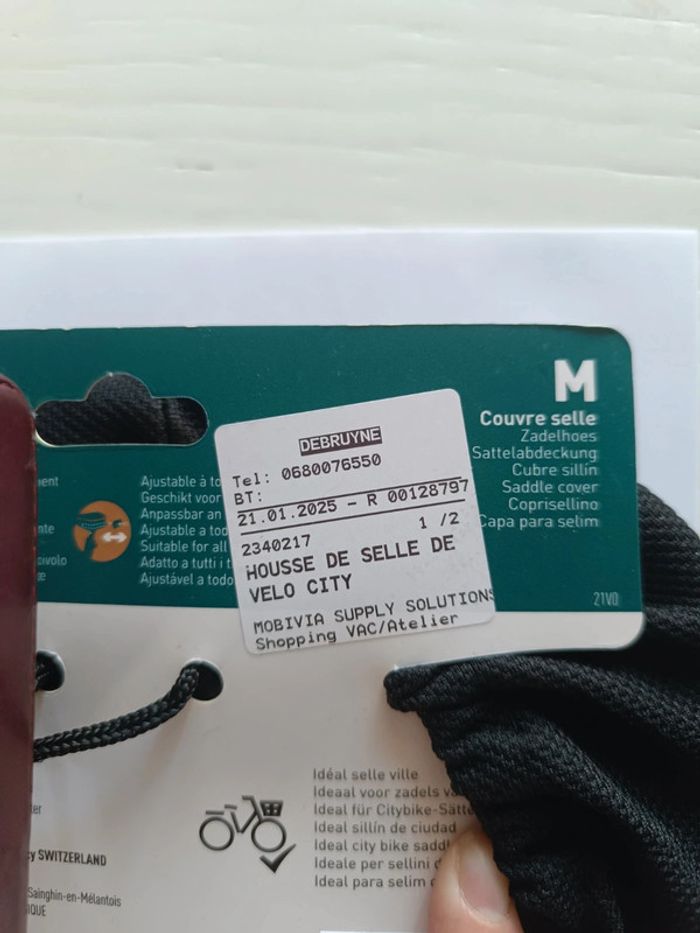 M
Couvre selle
Zadelhoes
Sattelabdeckung
Cubre sillín
Saddle cover
Coprisellino
Capa para selim
21V0
DEBRUYNE
Tel: 0680076550
BT:
21.01.2025 - R 00128797
1 /2
2340217
HOUSSE DE SELLE DE
VELO CITY
MOBIVIA SUPPLY SOLUTIONS
Shopping VAC/Atelier
Ajustable à to
Geschikt voor
Anpassbar an
Ajustable a tod
Suitable for all
Adatto a tutti i t
Ajustável a todo
Idéal selle ville
Ideaal voor zadels
Ideal für Citybike-Sätte
Ideal sillín de ciudad
Ideal city bike saddl
Ideale per sellini
Ideal para selim
cy SWITZERLAND
Sainghin-en-Mélantois
IQUE